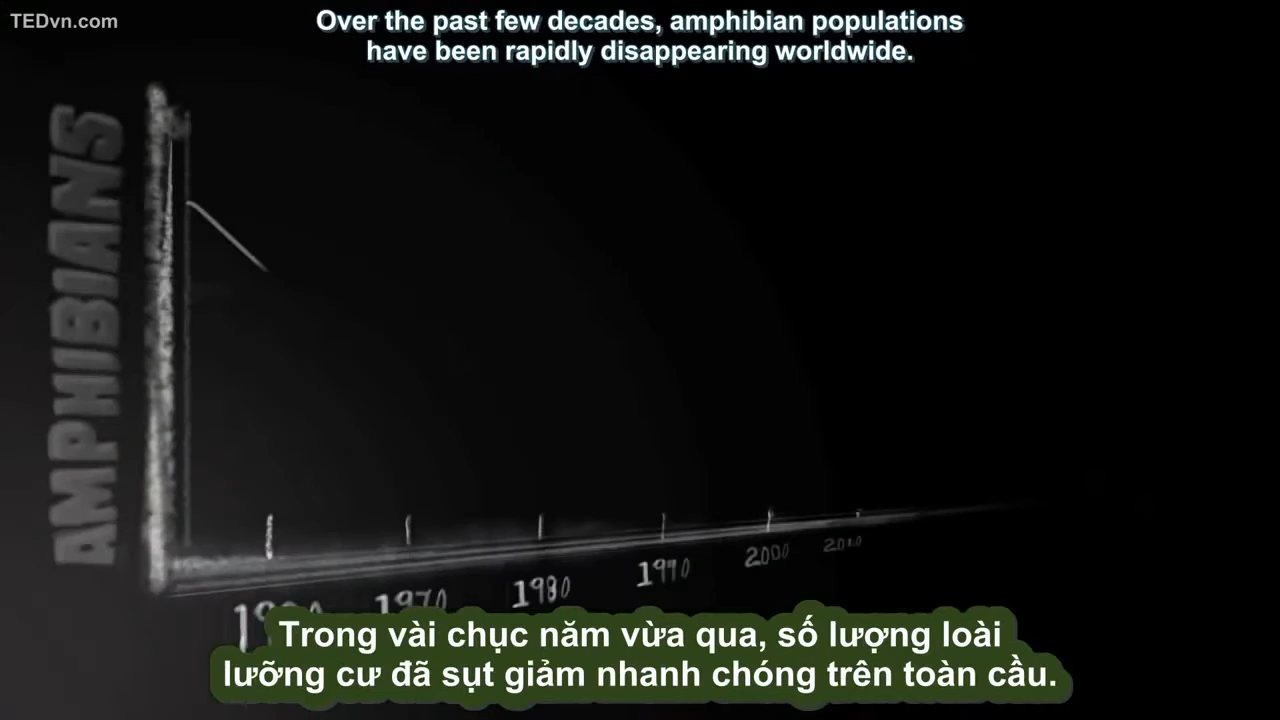 TEDvn.com
Over the past few decades, amphibian populations
have been rapidly disappearing worldwide.
AMPHIBIANS
1970
1980
1990
2000
Trong vài chục năm vừa qua, số lượng loài
lưỡng cư đã sụt giảm nhanh chóng trên toàn cầu.